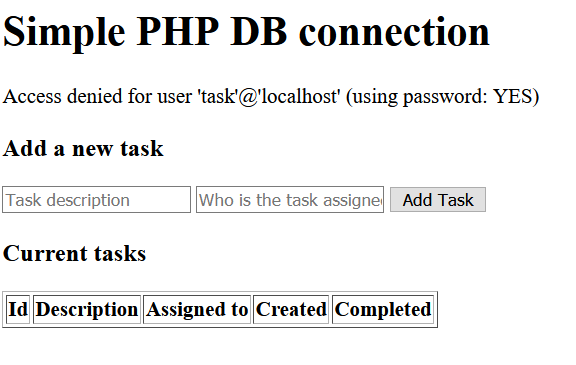 Simple PHP DB connection
Access denied for user 'task'@'localhost' (using password: YES)
Add a new task
Task description Who is the task assigne Add Task
Current tasks
Id Description Assigned to Created Completed